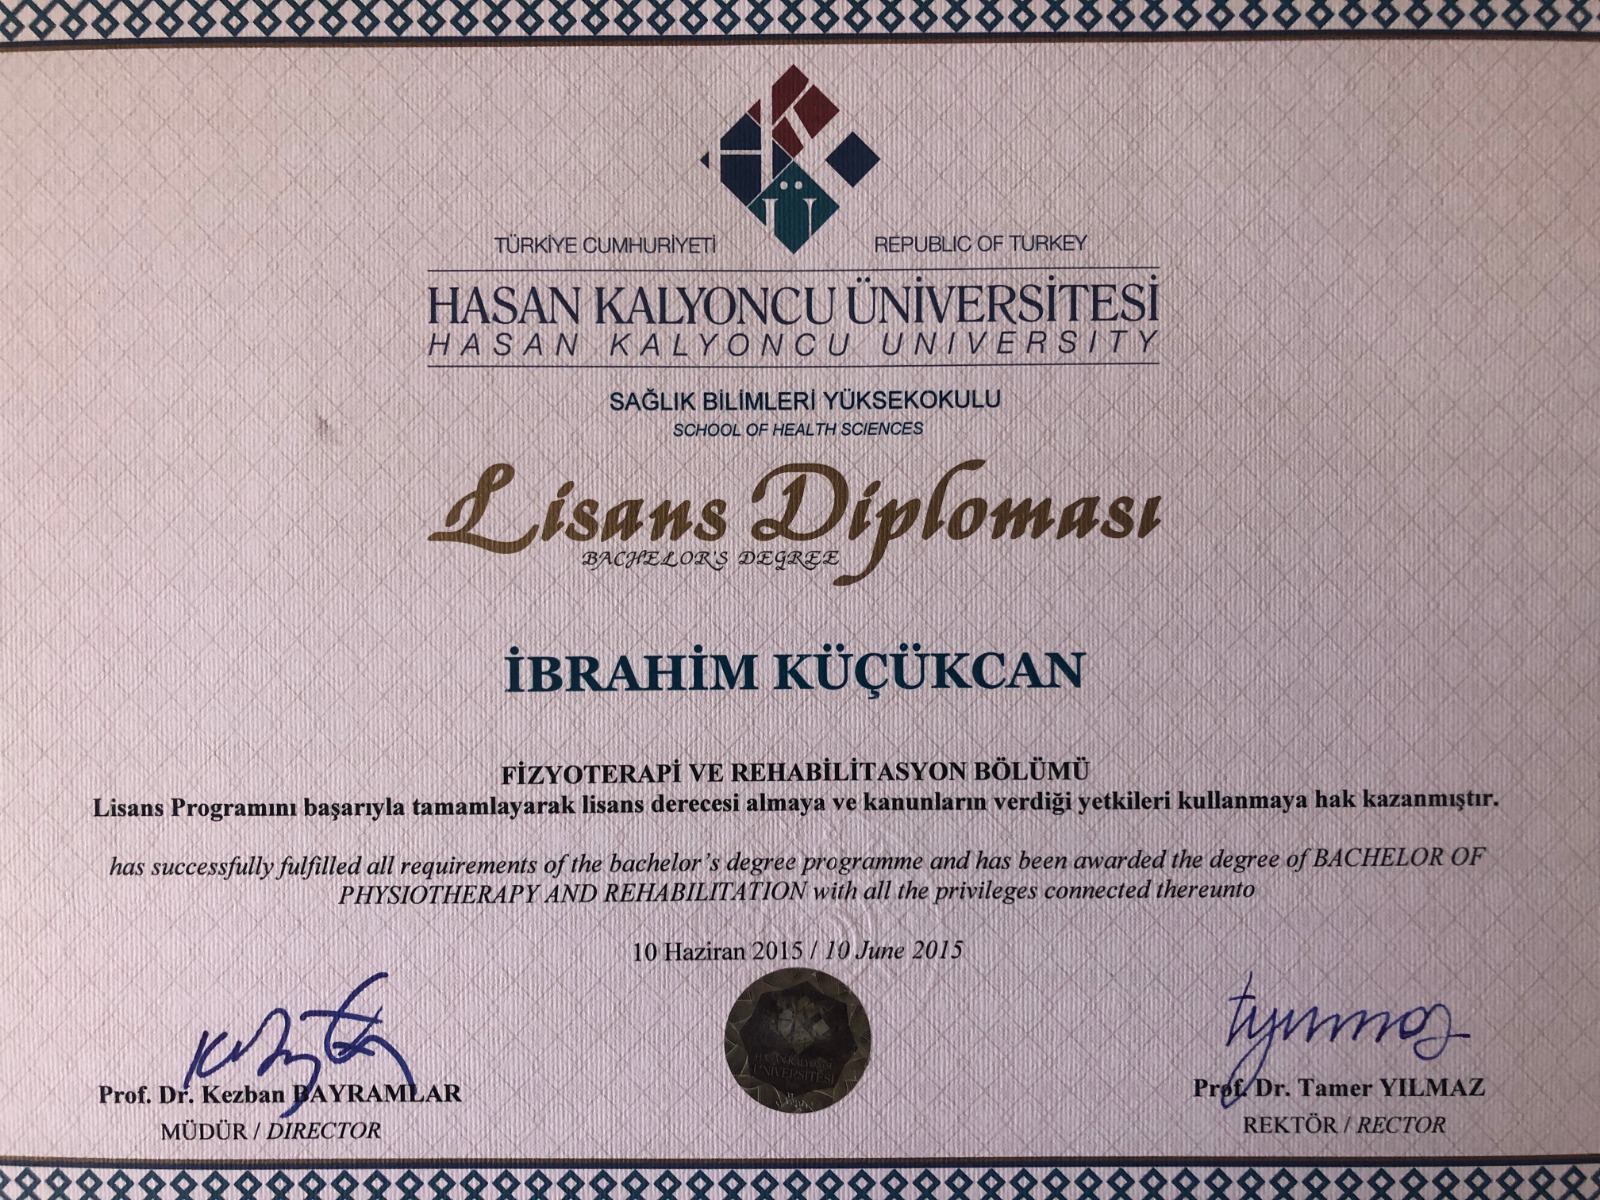 TÜRKİYE CUMHURİYETİ REPUBLIC OF TURKEY
HASAN KALYONCU ÜNİVERSİTESİ
HASAN KALYONCU UNIVERSITY
SAĞLIK BİLİMLERİ YÜKSEKOKULU
SCHOOL OF HEALTH SCIENCES
Lisans Diploması
BACHELOR'S DEGREE
İBRAHİM KÜÇÜKCAN
FİZYOTERAPİ VE REHABİLİTASYON BÖLÜMÜ
Lisans Programını başarıyla tamamlayarak lisans derecesi almaya ve kanunların verdiği yetkileri kullanmaya hak kazanmıştır.
has successfully fulfilled all requirements of the bachelor's degree programme and has been awarded the degree of BACHELOR OF
PHYSIOTHERAPY AND REHABILITATION with all the privileges connected thereunto
10 Haziran 2015 / 10 June 2015
HASAN KALYONCU
ÜNİVERSİTESİ
Prof. Dr. Kezban BAYRAMLAR
MÜDÜR / DIRECTOR
Prof. Dr. Tamer YILMAZ
REKTÖR / RECTOR